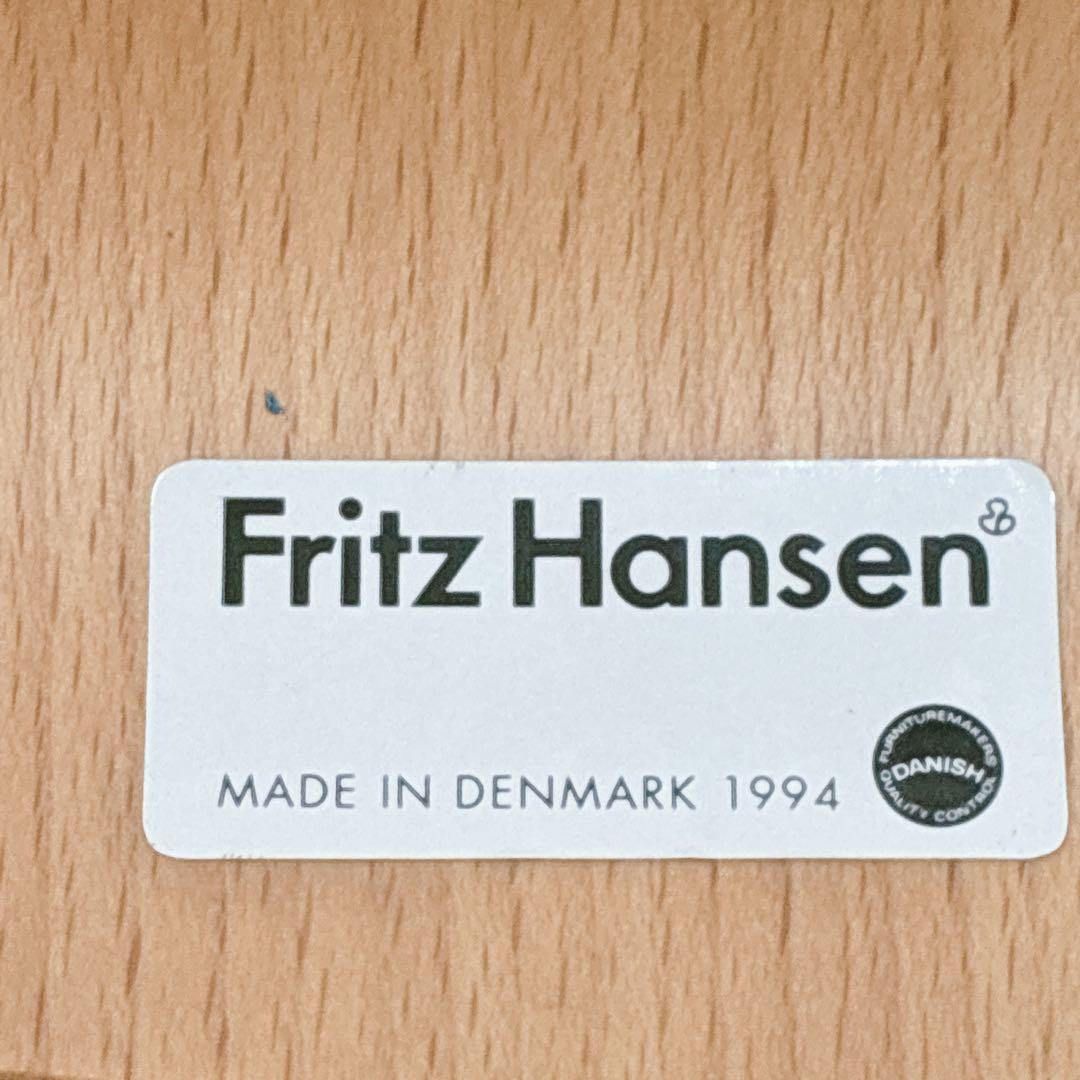 Fritz Hansen
MADE IN DENMARK 1994
FURNITUREMAKERS
DANISH
QUALITY CONTROL